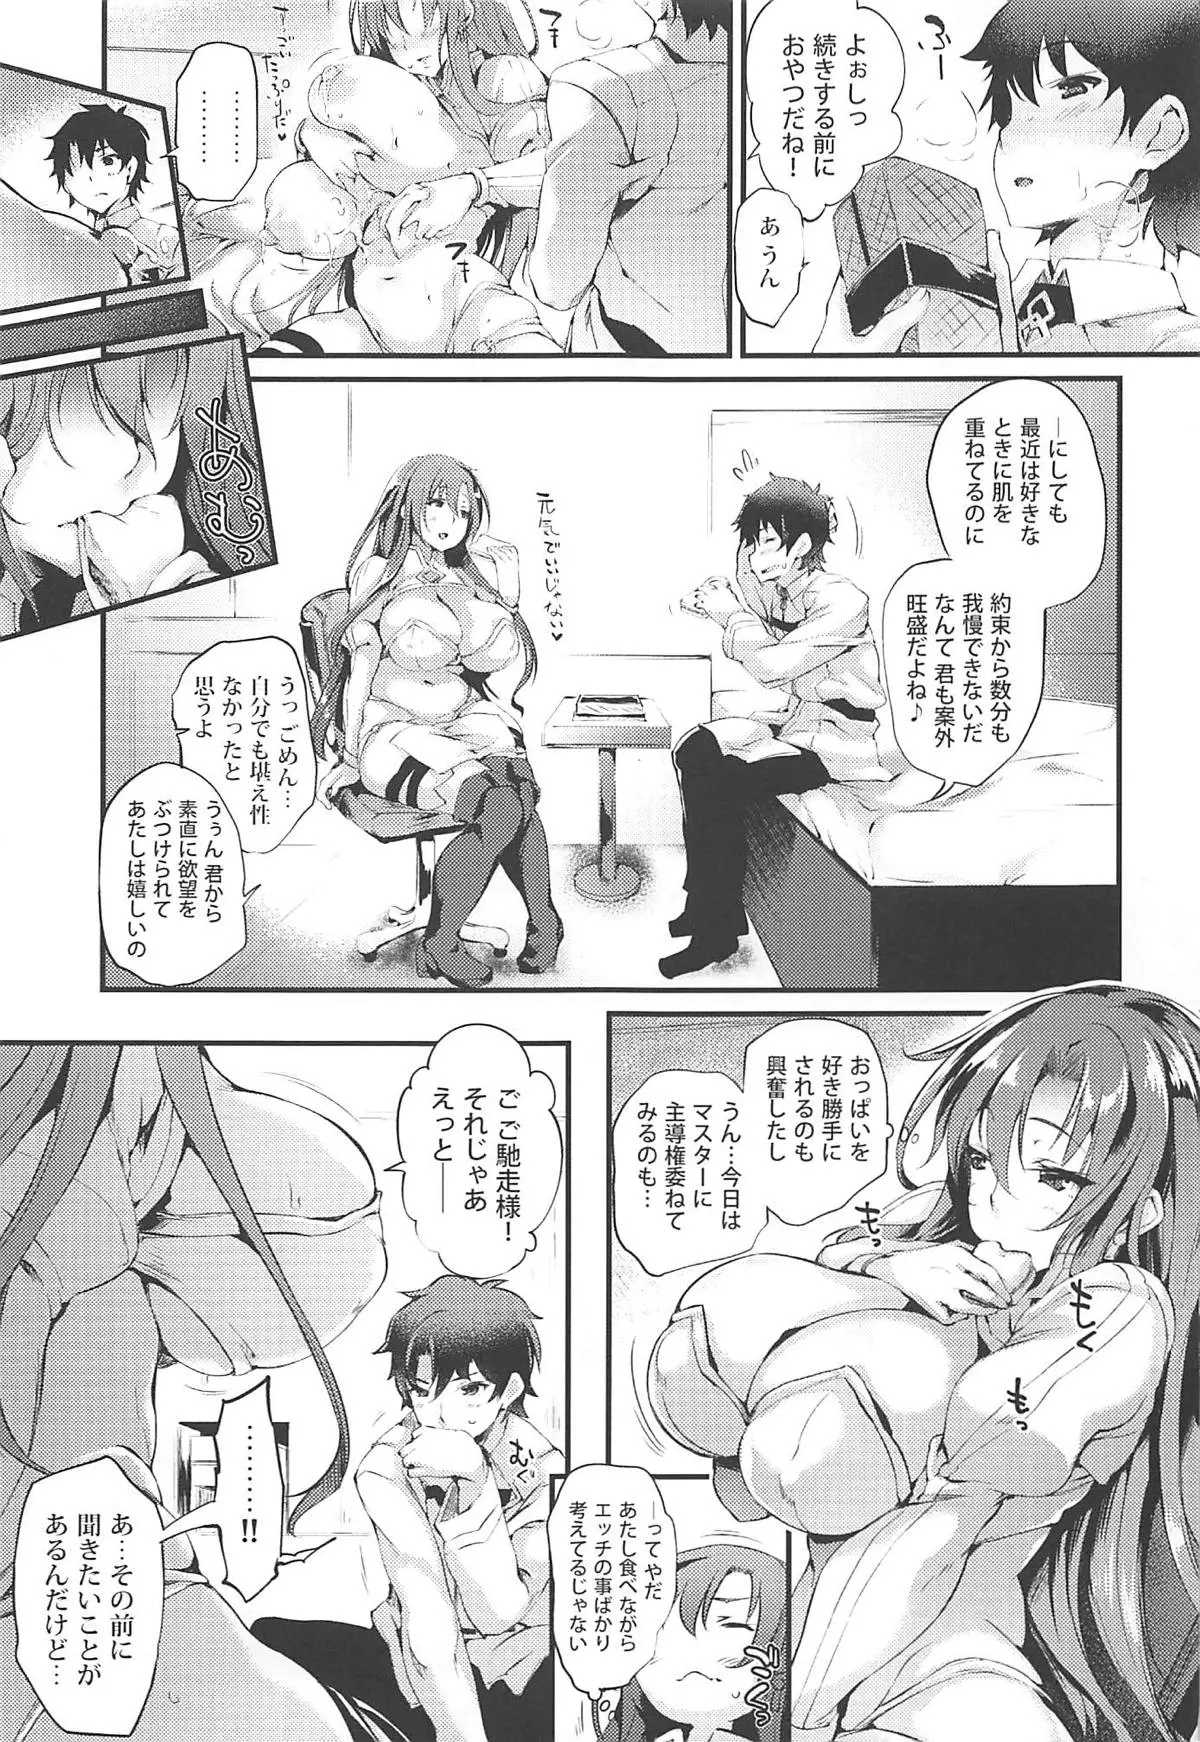 ふー
よぉしっ
続きする前に
おやつだね！
あ うん
すーごい
たっぷりだ♥
つき
つき
………
………
あむっ
―にしても
最近は好きな
ときに肌を
重ねてるのに
約束から数分も
我慢できないだ
なんて 君も案外
旺盛だよね♪
元気でいいじゃない♥
うっ ごめん…
自分でも堪え性
なかったと
思うよ
うぅん 君から
素直に欲望を
ぶつけられて
あたしは嬉しいの
おっぱいを
好き勝手に
されるのも
興奮したし
うん…今日は
マスターに
主導権委ねて
みるのも…
もくっ
もくっ
―ってやだ
あたし食べながら
エッチの事ばかり
考えてるじゃない
ごくっ
ご ご馳走様！
それじゃあ
えっと――
むぐ
………!!
あ…その前に
聞きたいことが
あるんだけど…